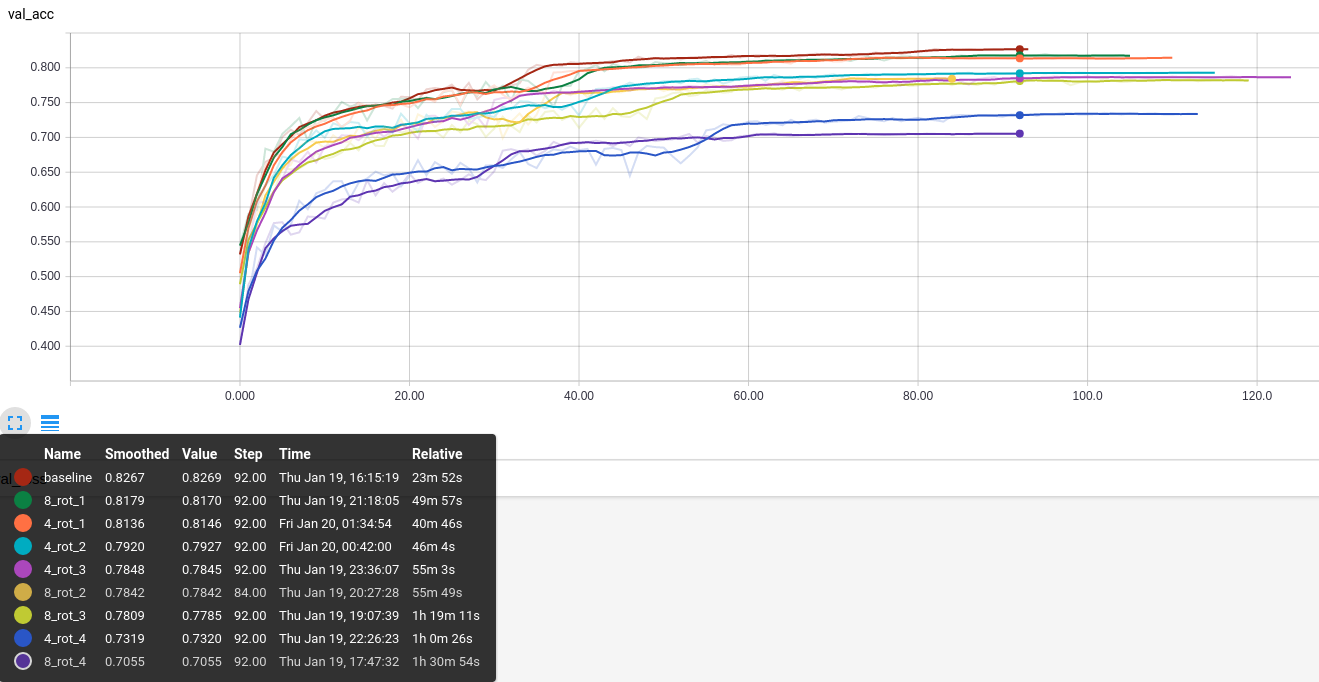 val_acc
0.800
0.750
0.700
0.650
0.600
0.550
0.500
0.450
0.400
0.000 20.00 40.00 60.00 80.00 100.0 120.0
Name Smoothed Value Step Time Relative
baseline 0.8267 0.8269 92.00 Thu Jan 19, 16:15:19 23m 52s
8_rot_1 0.8179 0.8170 92.00 Thu Jan 19, 21:18:05 49m 57s
4_rot_1 0.8136 0.8146 92.00 Fri Jan 20, 01:34:54 40m 46s
4_rot_2 0.7920 0.7927 92.00 Fri Jan 20, 00:42:00 46m 4s
4_rot_3 0.7848 0.7845 92.00 Thu Jan 19, 23:36:07 55m 3s
8_rot_2 0.7842 0.7842 84.00 Thu Jan 19, 20:27:28 55m 49s
8_rot_3 0.7809 0.7785 92.00 Thu Jan 19, 19:07:39 1h 19m 11s
4_rot_4 0.7319 0.7320 92.00 Thu Jan 19, 22:26:23 1h 0m 26s
8_rot_4 0.7055 0.7055 92.00 Thu Jan 19, 17:47:32 1h 30m 54s